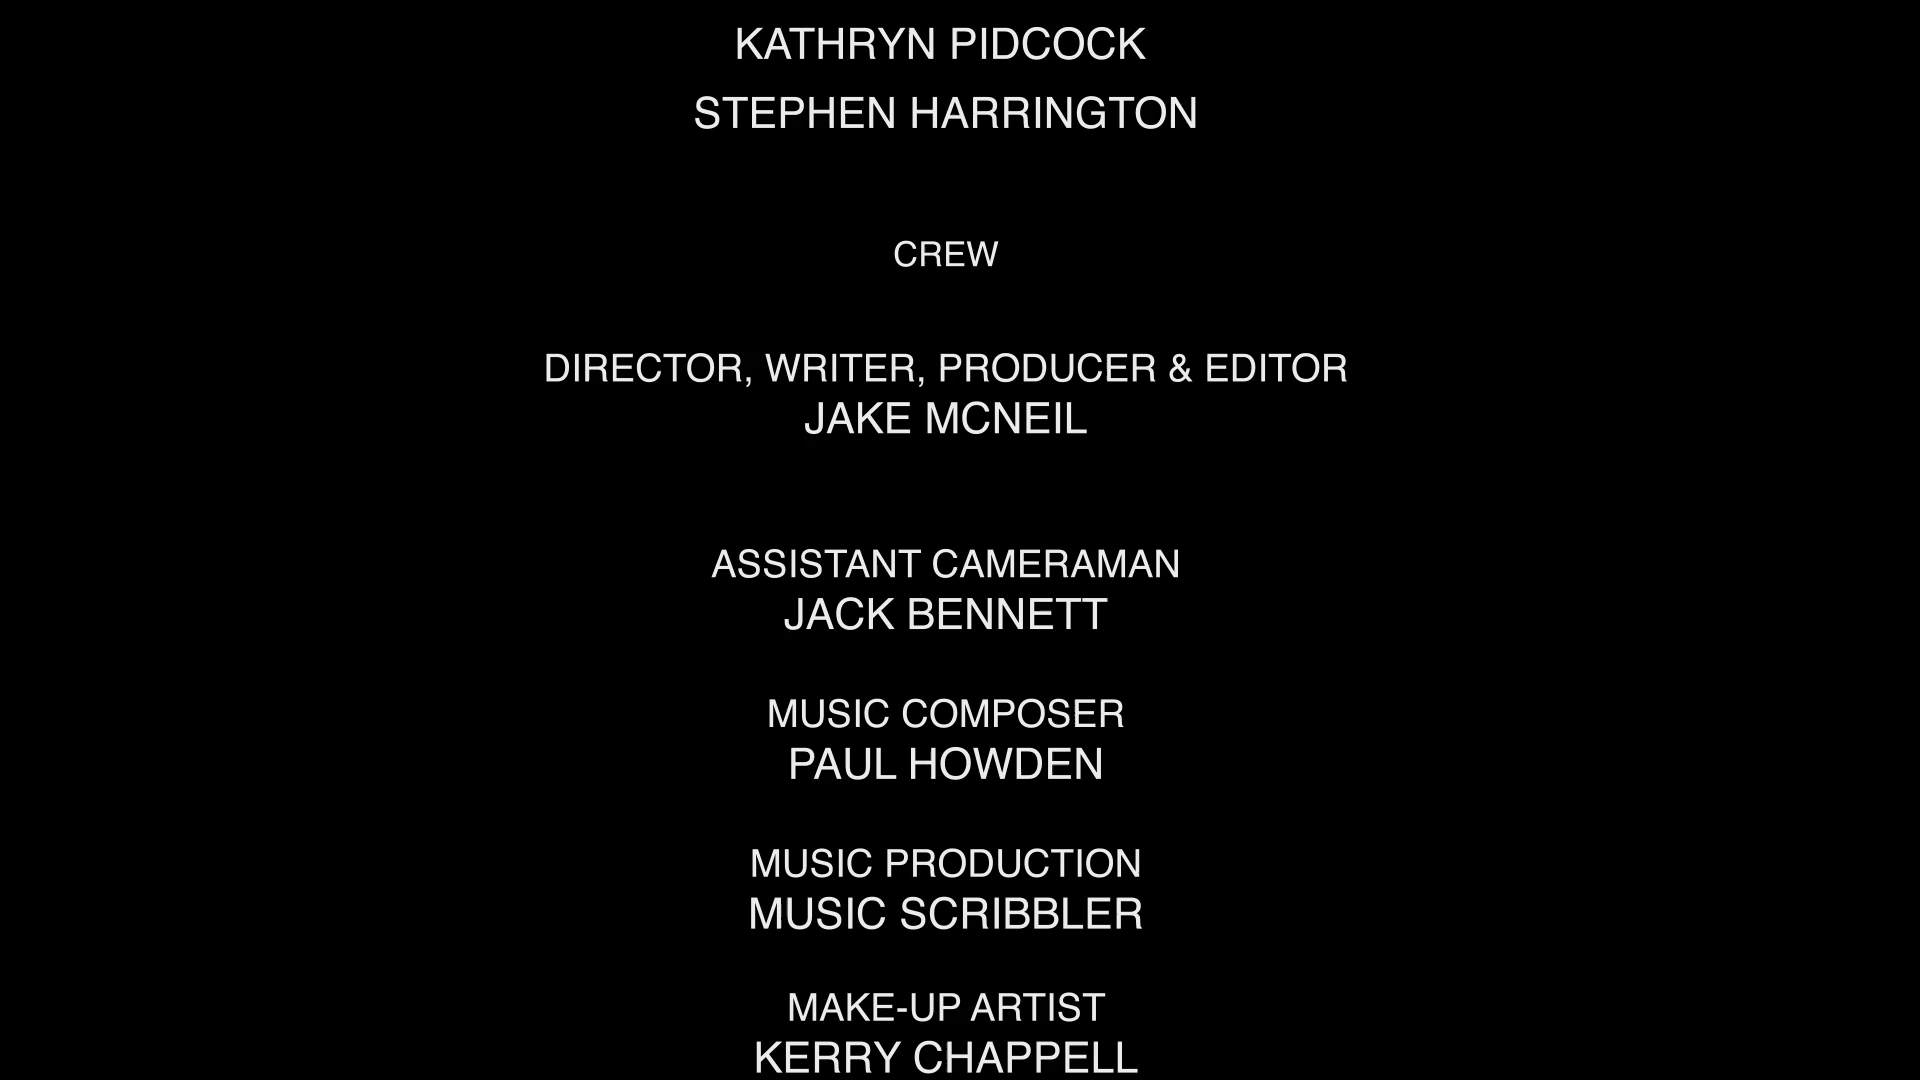 KATHRYN PIDCOCK
STEPHEN HARRINGTON
CREW
DIRECTOR, WRITER, PRODUCER & EDITOR
JAKE MCNEIL
ASSISTANT CAMERAMAN
JACK BENNETT
MUSIC COMPOSER
PAUL HOWDEN
MUSIC PRODUCTION
MUSIC SCRIBBLER
MAKE-UP ARTIST
KERRY CHAPPELL